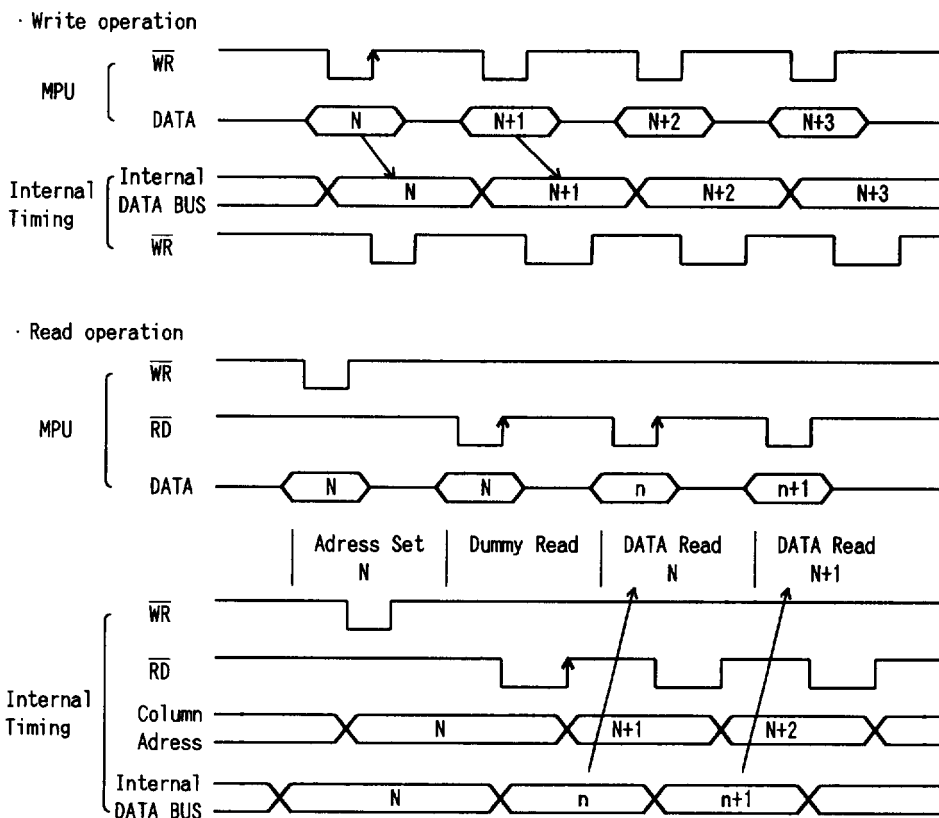 · Write operation
WR
MPU
DATA
N
N+1
N+2
N+3
Internal
Timing
Internal
DATA BUS
N
N+1
N+2
N+3
WR
· Read operation
WR
MPU
RD
DATA
N
N
n
n+1
Adress Set
N
Dummy Read
DATA Read
N
DATA Read
N+1
WR
RD
Internal
Timing
Column
Adress
N
N+1
N+2
Internal
DATA BUS
N
n
n+1